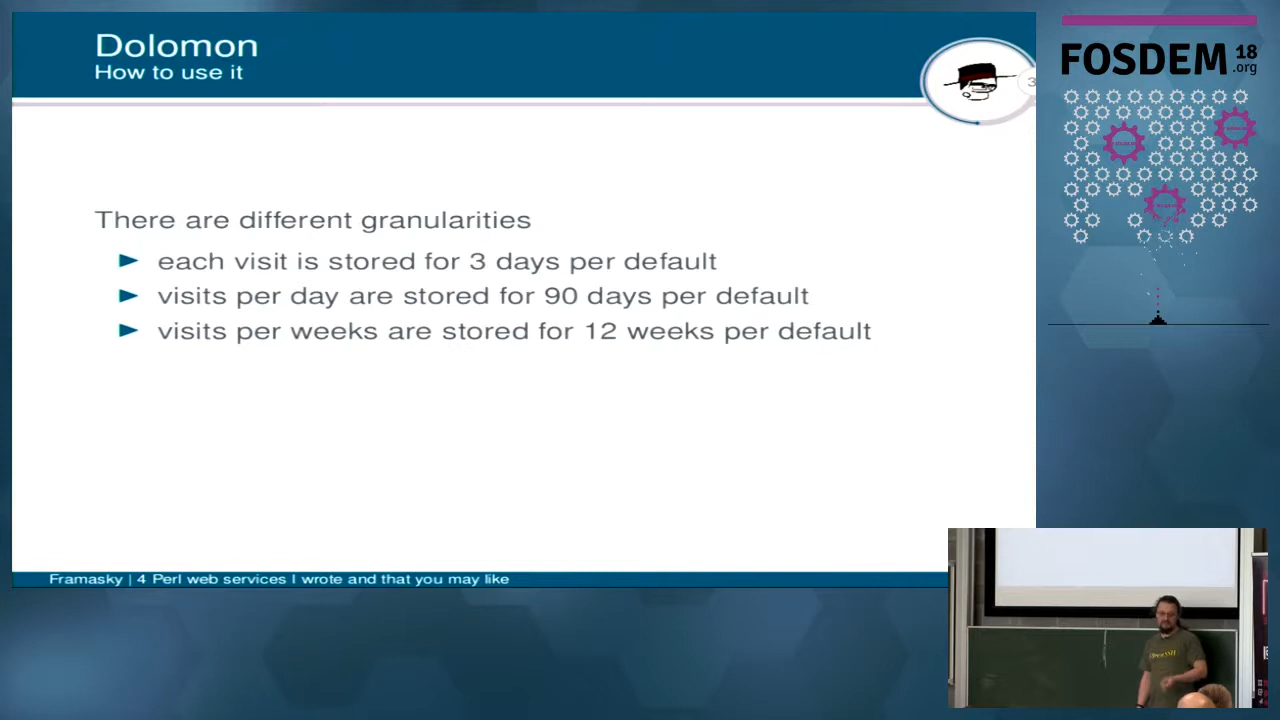 Dolomon
How to use it
3
There are different granularities
each visit is stored for 3 days per default
visits per day are stored for 90 days per default
visits per weeks are stored for 12 weeks per default
Framasky | 4 Perl web services I wrote and that you may like
FOSDEM 18
.org